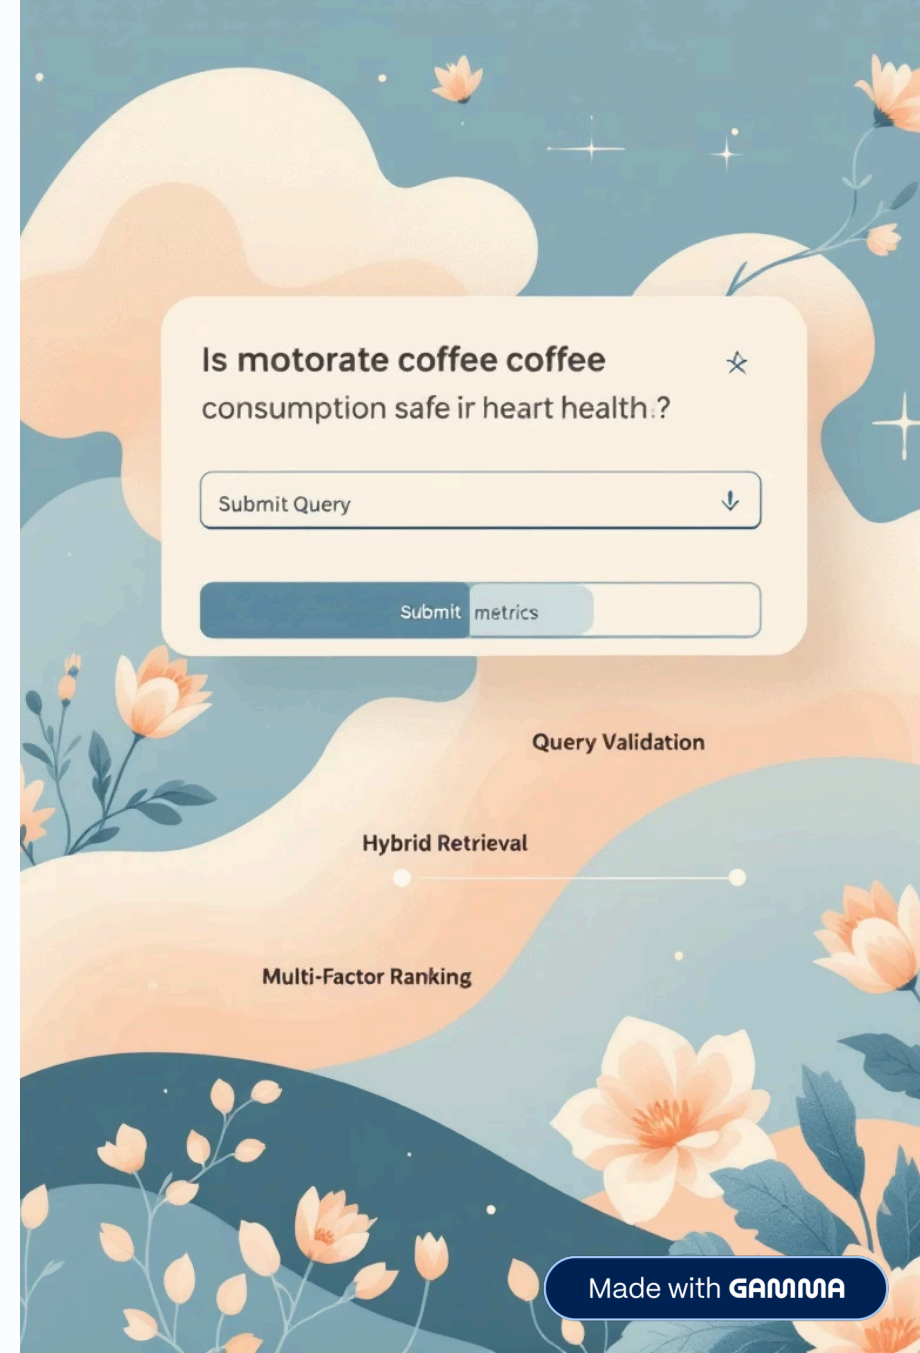 Is motorate coffee coffee
consumption safe ir heart health.?
Submit Query
Submit metrics
Query Validation
Hybrid Retrieval
Multi-Factor Ranking
Made with GAMMA